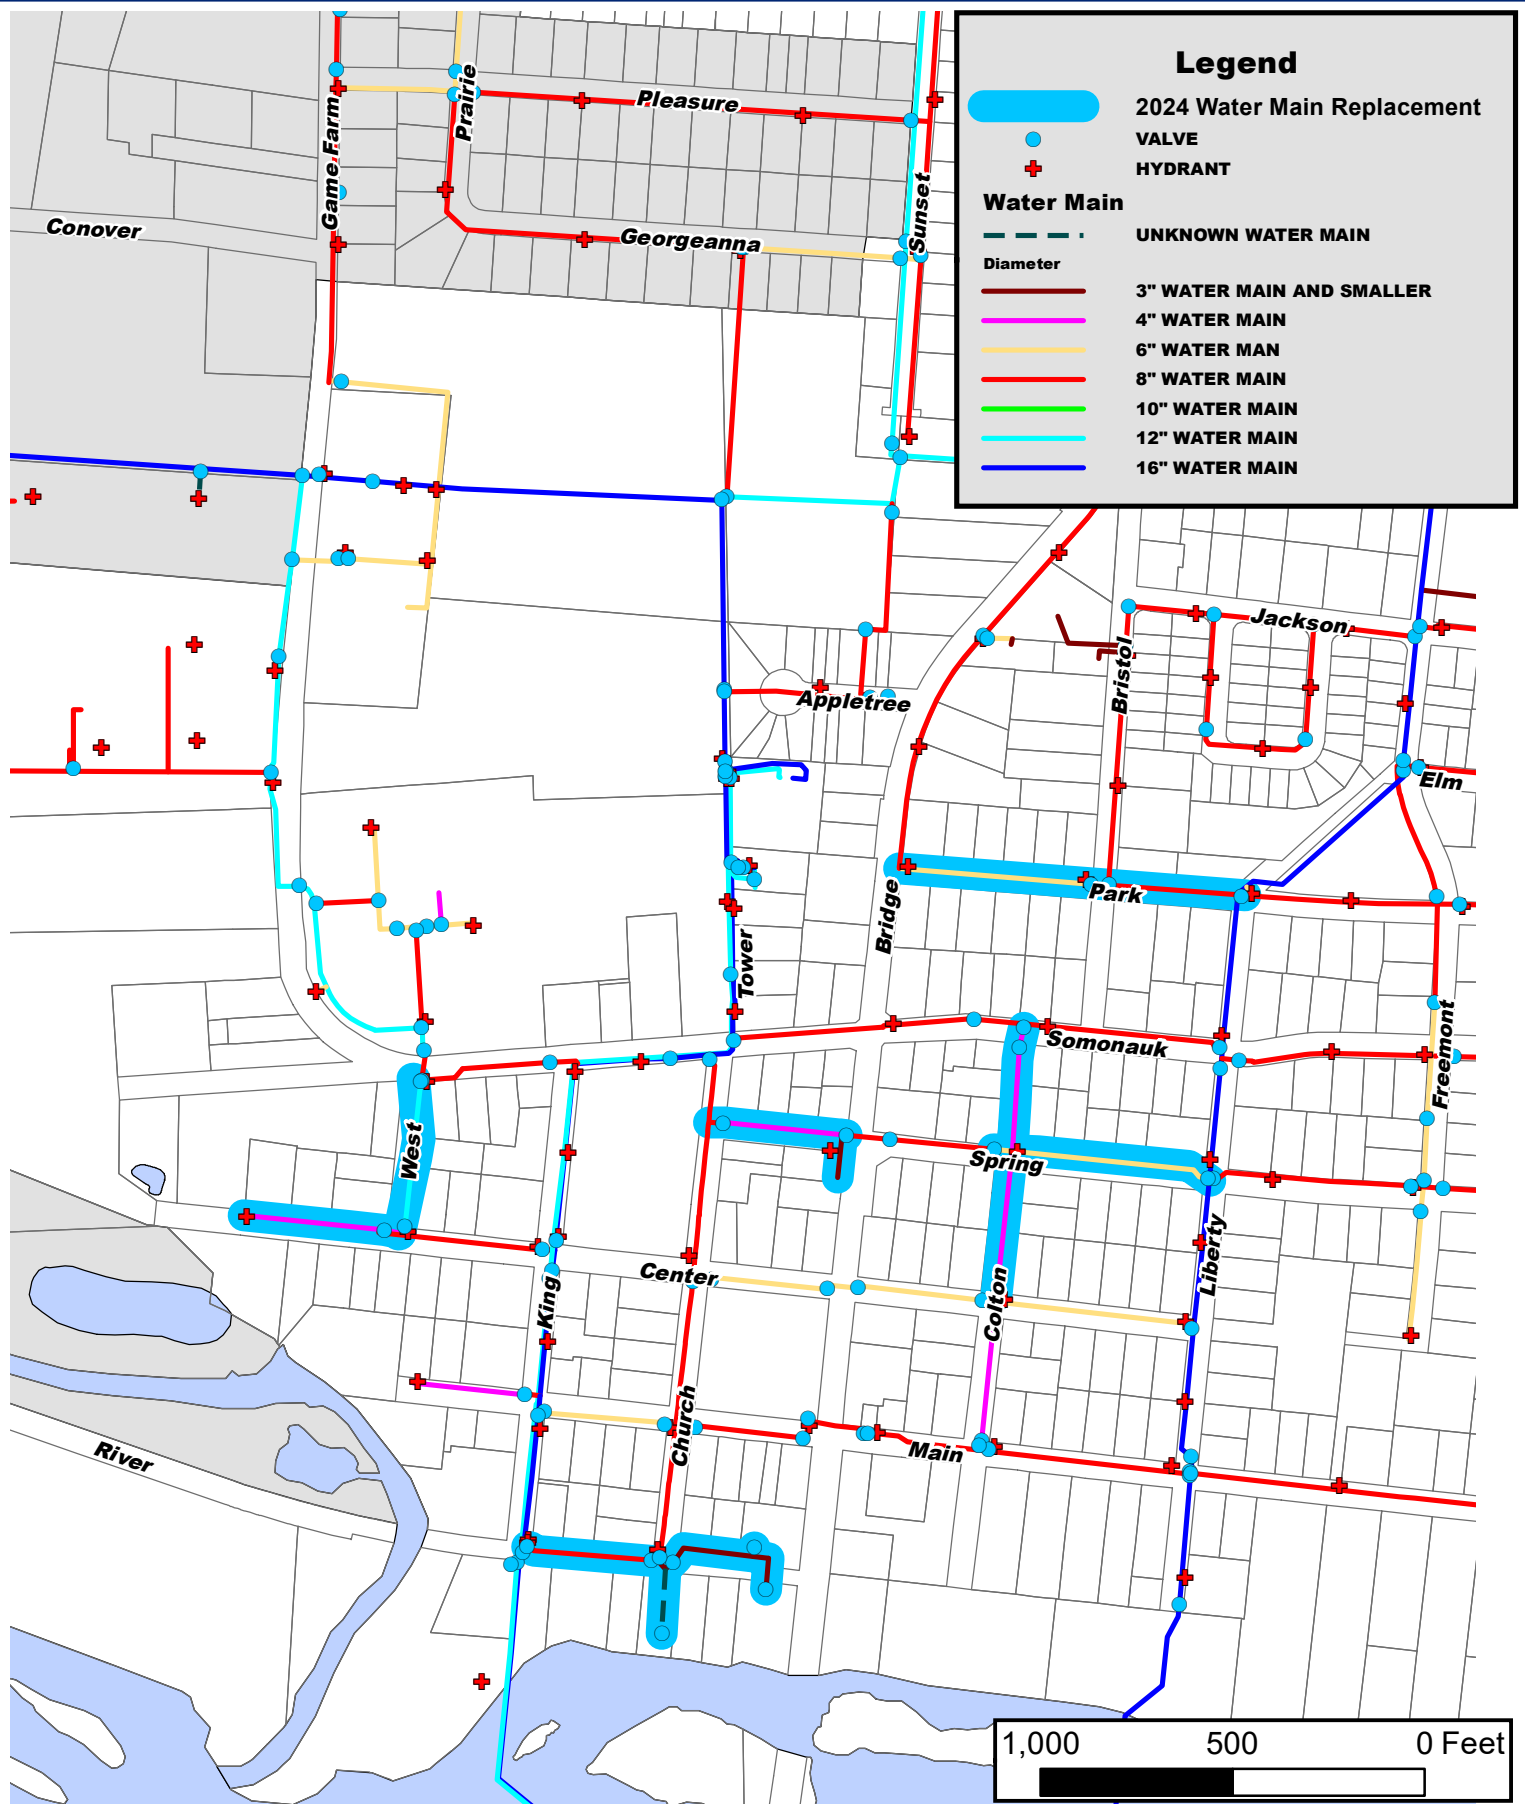 Legend
2024 Water Main Replacement
VALVE
HYDRANT
Water Main
UNKNOWN WATER MAIN
Diameter
3" WATER MAIN AND SMALLER
4" WATER MAIN
6" WATER MAN
8" WATER MAIN
10" WATER MAIN
12" WATER MAIN
16" WATER MAIN
Pleasure
Prairie
Game Farm
Conover
Georgeanna
Sunset
Jackson
Bristol
Appletree
Elm
Park
Bridge
Tower
Somonauk
Fremont
West
Spring
Liberty
Center
Colton
King
Church
Main
River
1,000 500 0 Feet